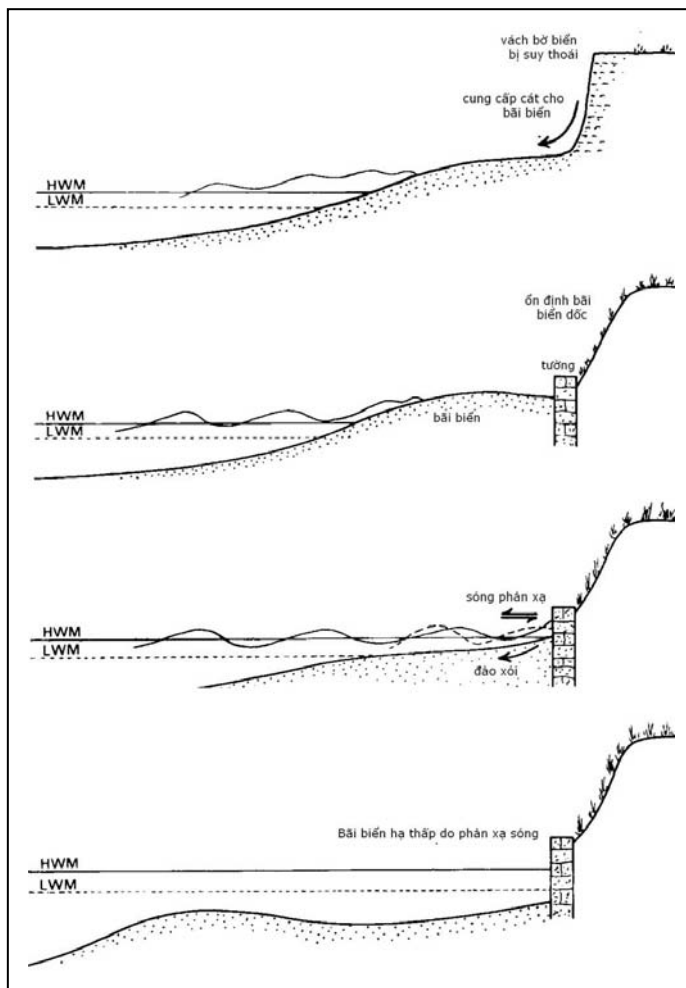 vách bờ biển
bị suy thoái
cung cấp cát cho
bãi biển
HWM
LWM
ổn định bãi
biển dốc
tường
HWM
LWM
bãi biển
sóng phản xạ
HWM
LWM
đào xói
Bãi biển hạ thấp do phản xạ sóng
HWM
LWM